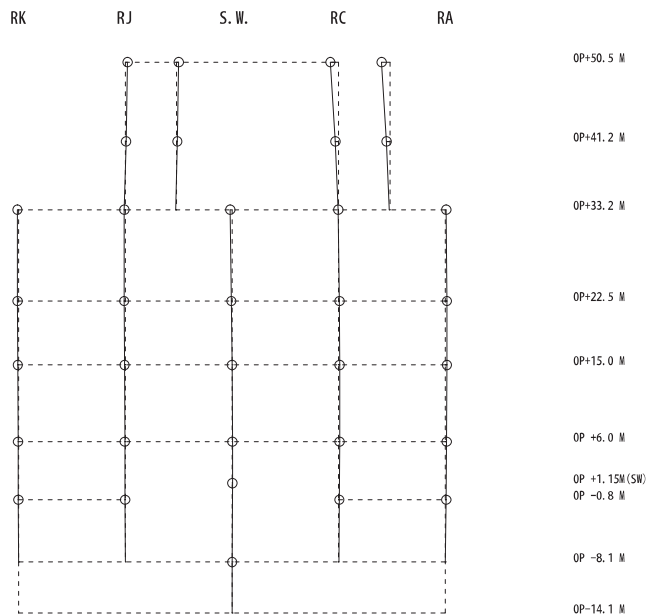 RK RJ S.W. RC RA
OP+50.5 M
OP+41.2 M
OP+33.2 M
OP+22.5 M
OP+15.0 M
OP +6.0 M
OP +1.15M(SW)
OP -0.8 M
OP -8.1 M
OP-14.1 M